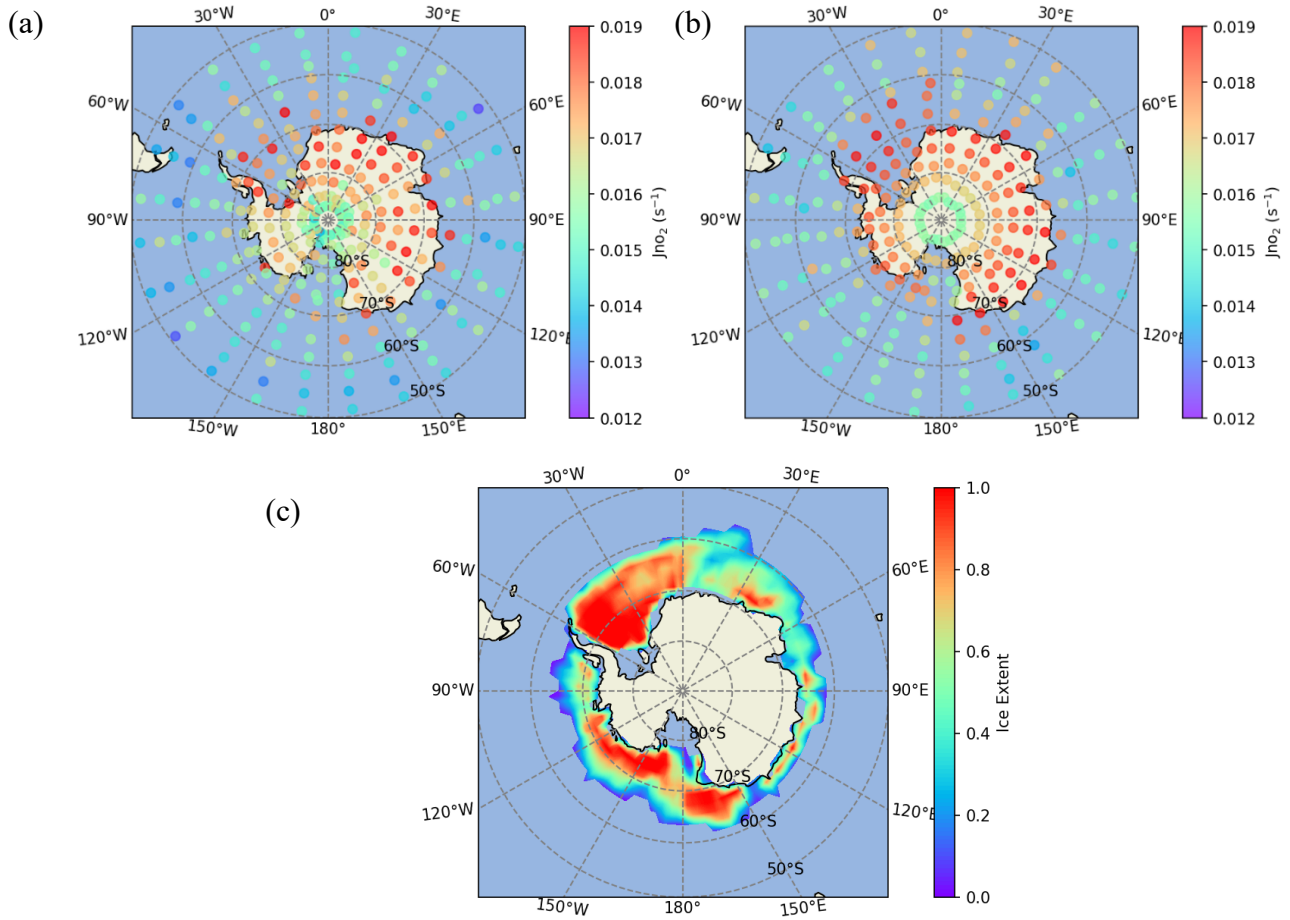 (a)
30°W 0° 30°E
60°W 60°E
90°W 90°E
120°W 120°E
150°W 180° 150°E
80°S
70°S
60°S
50°S
0.019
0.018
0.017
0.016
0.015
0.014
0.013
0.012
Jno₂ (s⁻¹)
(b)
30°W 0° 30°E
60°W 60°E
90°W 90°E
120°W 120°E
150°W 180° 150°E
80°S
70°S
60°S
50°S
0.019
0.018
0.017
0.016
0.015
0.014
0.013
0.012
Jno₂ (s⁻¹)
(c)
30°W 0° 30°E
60°W 60°E
90°W 90°E
120°W 120°E
150°W 180° 150°E
80°S
70°S
60°S
50°S
1.0
0.8
0.6
0.4
0.2
0.0
Ice Extent